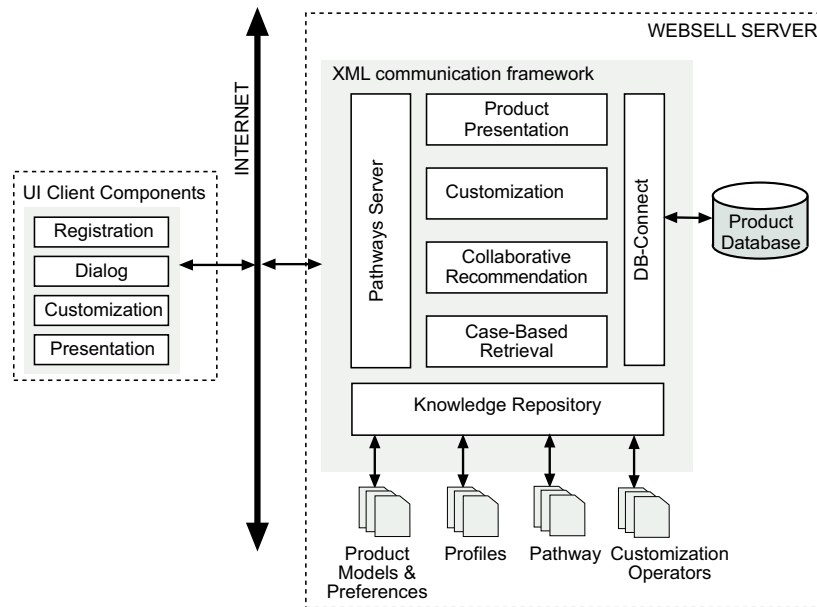 WEBSELL SERVER
XML communication framework
INTERNET
UI Client Components
Registration
Dialog
Customization
Presentation
Pathways Server
Product
Presentation
Customization
Collaborative
Recommendation
Case-Based
Retrieval
DB-Connect
Product
Database
Knowledge Repository
Product
Models &
Preferences
Profiles
Pathway
Customization
Operators